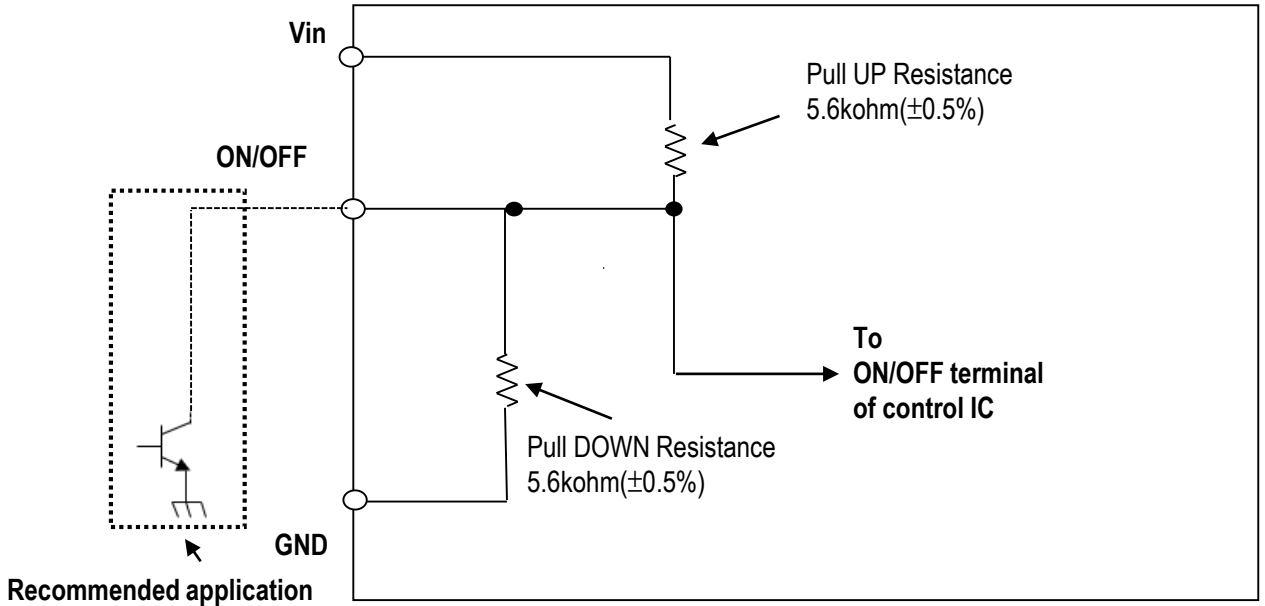 Vin
Pull UP Resistance
5.6kohm(±0.5%)
ON/OFF
To
ON/OFF terminal
of control IC
Pull DOWN Resistance
5.6kohm(±0.5%)
GND
Recommended application